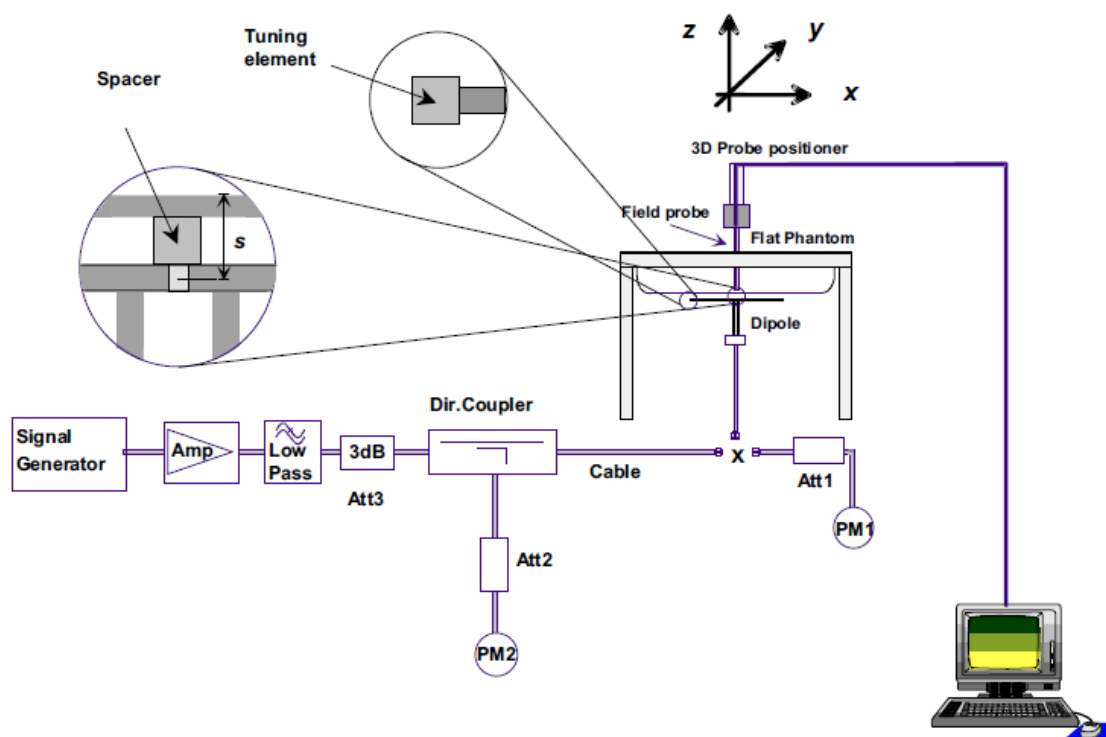 Tuning
element
Spacer
s
z
y
x
3D Probe positioner
Field probe
Flat Phantom
Dipole
Dir.Coupler
Signal
Generator
Amp
Low
Pass
3dB
Att3
Cable
X
Att1
PM1
Att2
PM2